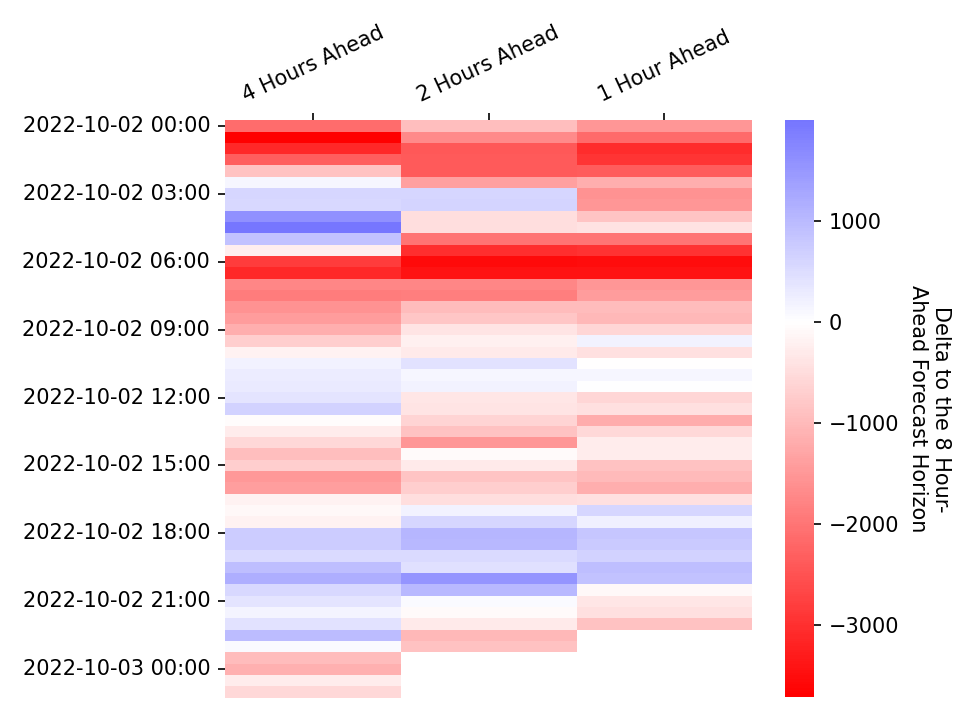 4 Hours Ahead
2 Hours Ahead
1 Hour Ahead
2022-10-02 00:00
2022-10-02 03:00
2022-10-02 06:00
2022-10-02 09:00
2022-10-02 12:00
2022-10-02 15:00
2022-10-02 18:00
2022-10-02 21:00
2022-10-03 00:00
1000
0
−1000
−2000
−3000
Delta to the 8 Hour-
Ahead Forecast Horizon